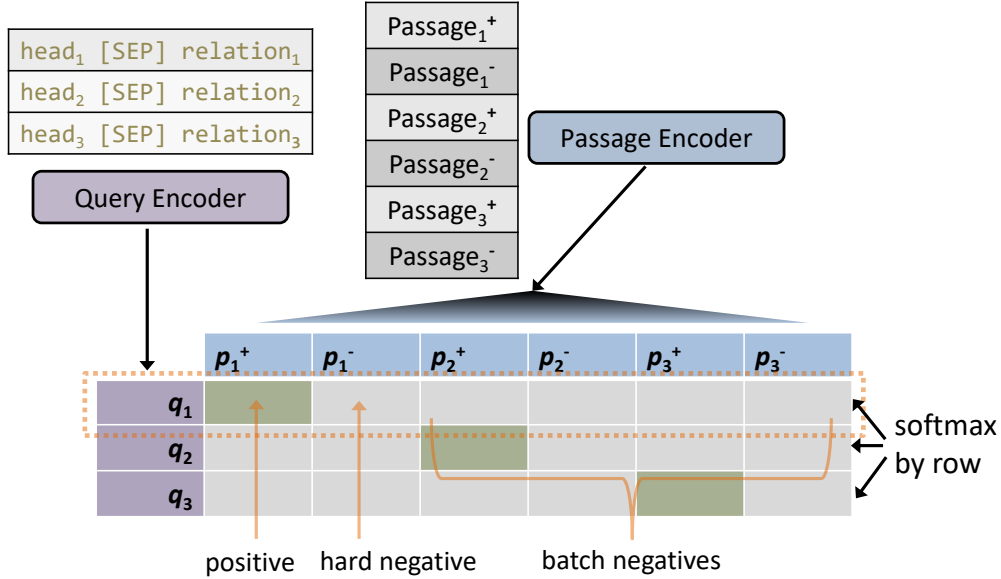 head₁ [SEP] relation₁
head₂ [SEP] relation₂
head₃ [SEP] relation₃
Query Encoder
Passage₁⁺
Passage₁⁻
Passage₂⁺
Passage₂⁻
Passage₃⁺
Passage₃⁻
Passage Encoder
p₁⁺ p₁⁻ p₂⁺ p₂⁻ p₃⁺ p₃⁻
q₁
q₂
q₃
softmax
by row
positive hard negative batch negatives